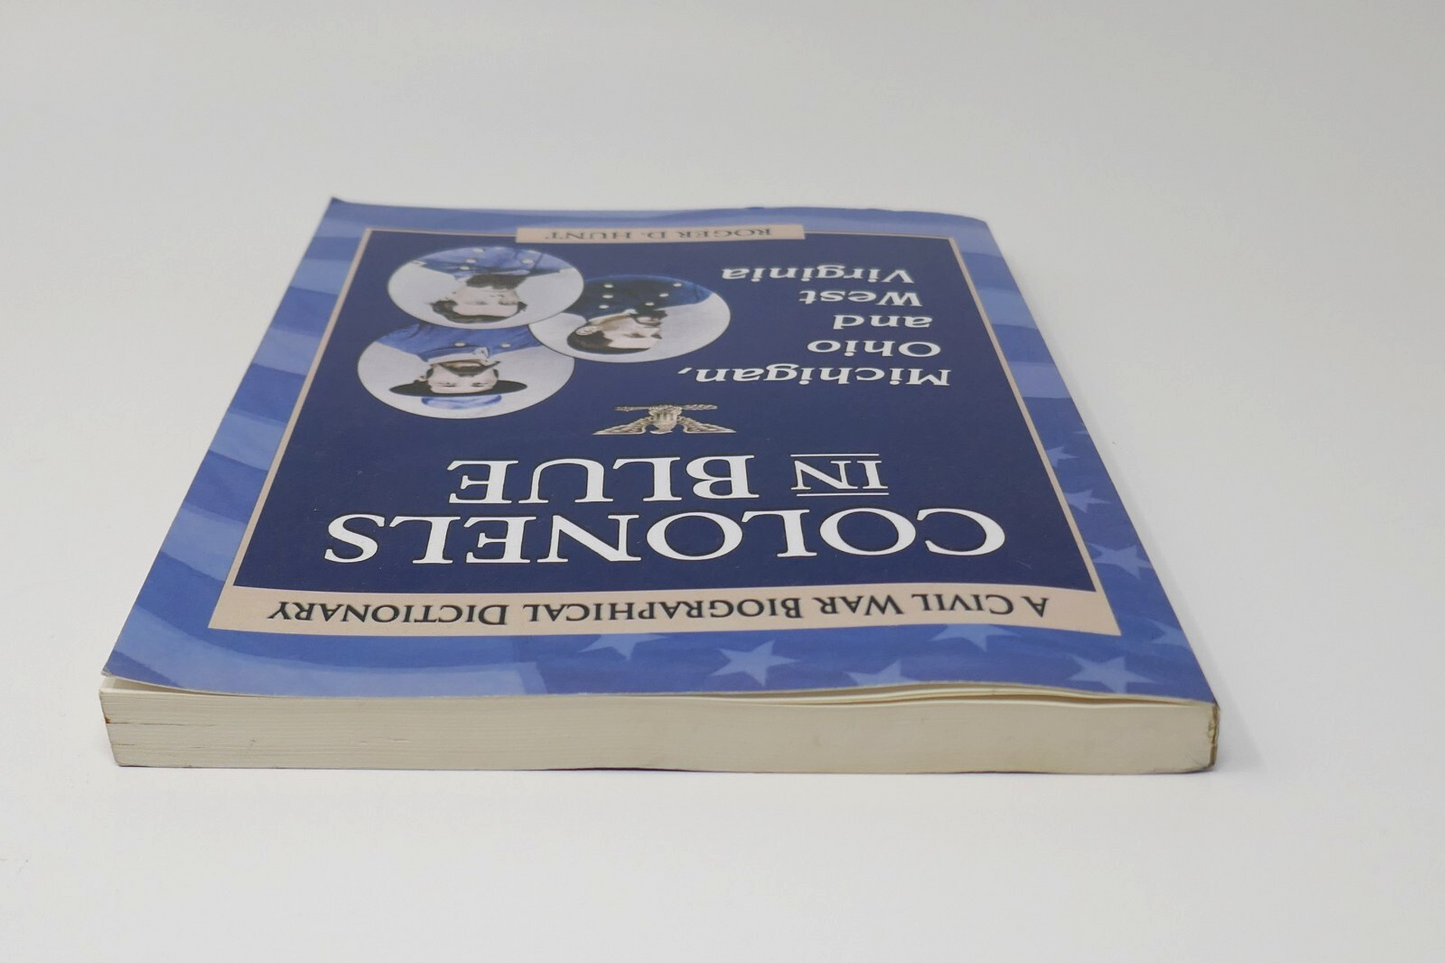 A CIVIL WAR BIOGRAPHICAL DICTIONARY
COLONELS
IN BLUE
Michigan,
Ohio
and
West
Virginia
ROGER D. HUNT